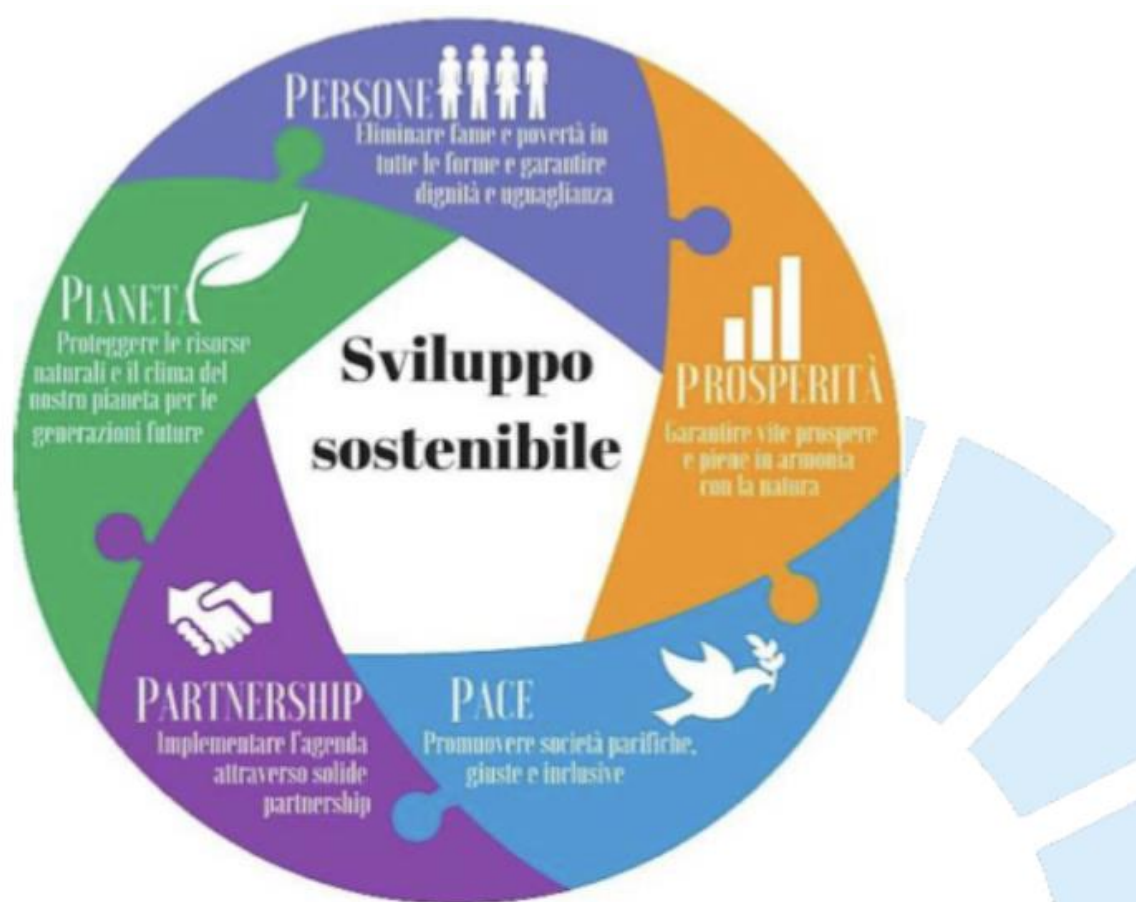 PERSONE
Eliminare fame e povertà in
tutte le forme e garantire
dignità e uguaglianza
PROSPERITÀ
Garantire vite prospere
e piene in armonia
con la natura
PACE
Promuovere società pacifiche,
giuste e inclusive
PARTNERSHIP
Implementare l'agenda
attraverso solide
partnership
PIANETA
Proteggere le risorse
naturali e il clima del
nostro pianeta per le
generazioni future
Sviluppo
sostenibile